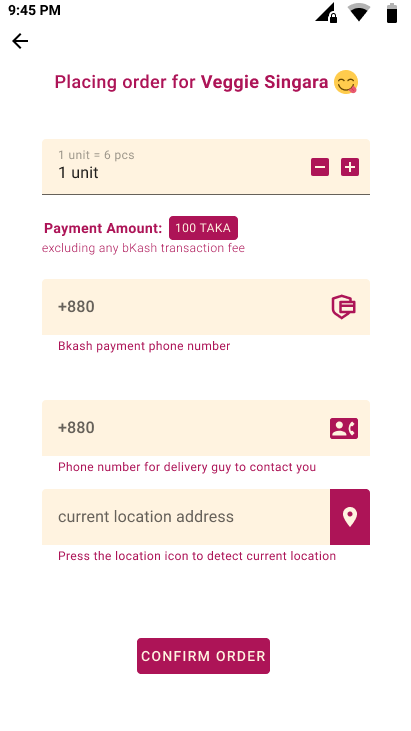 9:45 PM
Placing order for Veggie Singara 😋
1 unit = 6 pcs
1 unit
Payment Amount: 100 TAKA
excluding any bKash transaction fee
+880
Bkash payment phone number
+880
Phone number for delivery guy to contact you
current location address
Press the location icon to detect current location
CONFIRM ORDER